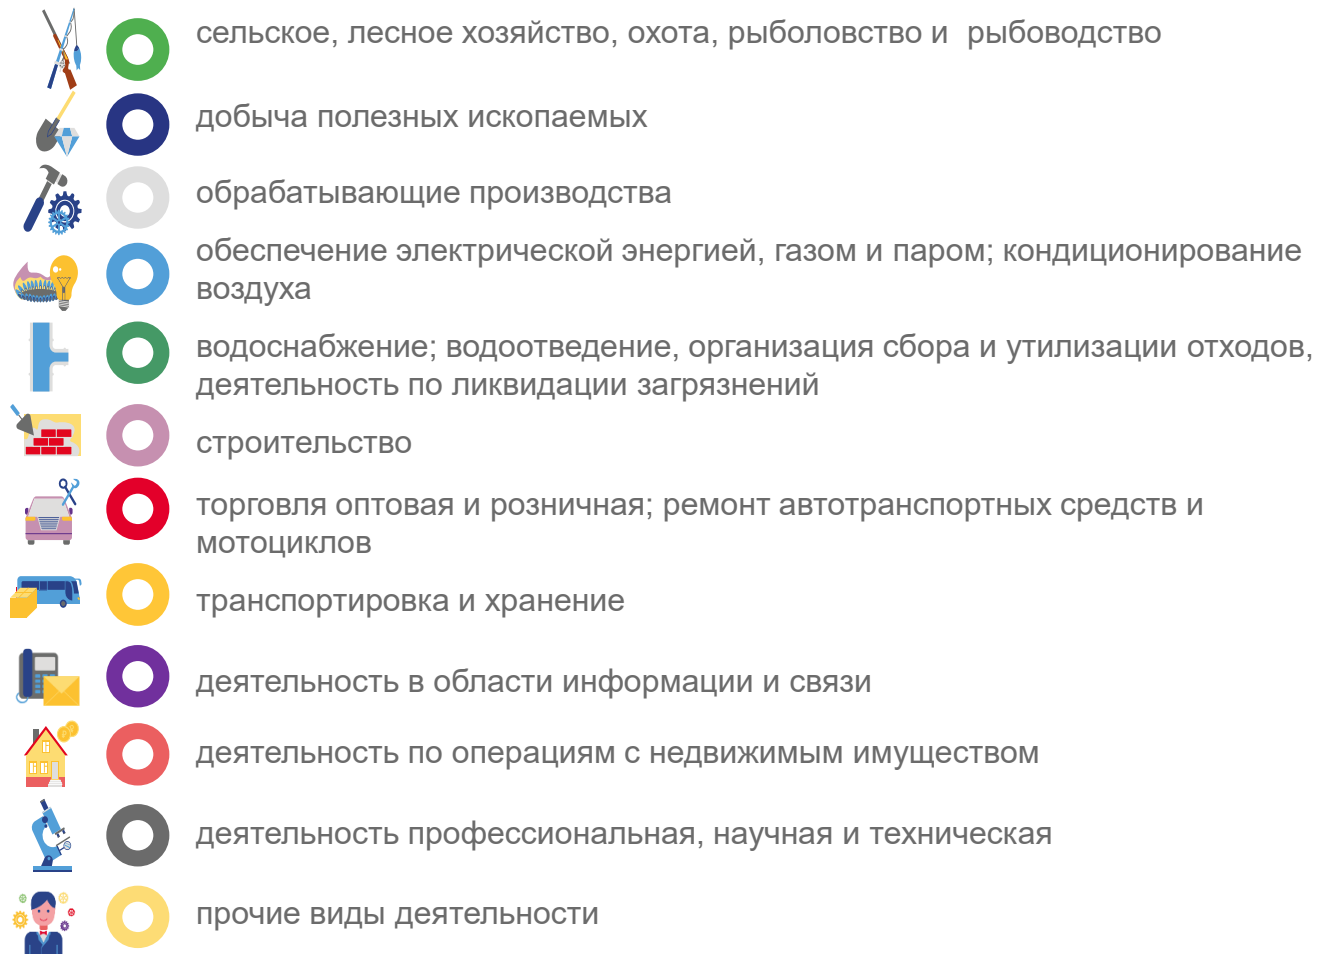 сельское, лесное хозяйство, охота, рыболовство и рыбоводство
добыча полезных ископаемых
обрабатывающие производства
обеспечение электрической энергией, газом и паром; кондиционирование
воздуха
водоснабжение; водоотведение, организация сбора и утилизации отходов,
деятельность по ликвидации загрязнений
строительство
торговля оптовая и розничная; ремонт автотранспортных средств и
мотоциклов
транспортировка и хранение
деятельность в области информации и связи
деятельность по операциям с недвижимым имуществом
деятельность профессиональная, научная и техническая
прочие виды деятельности